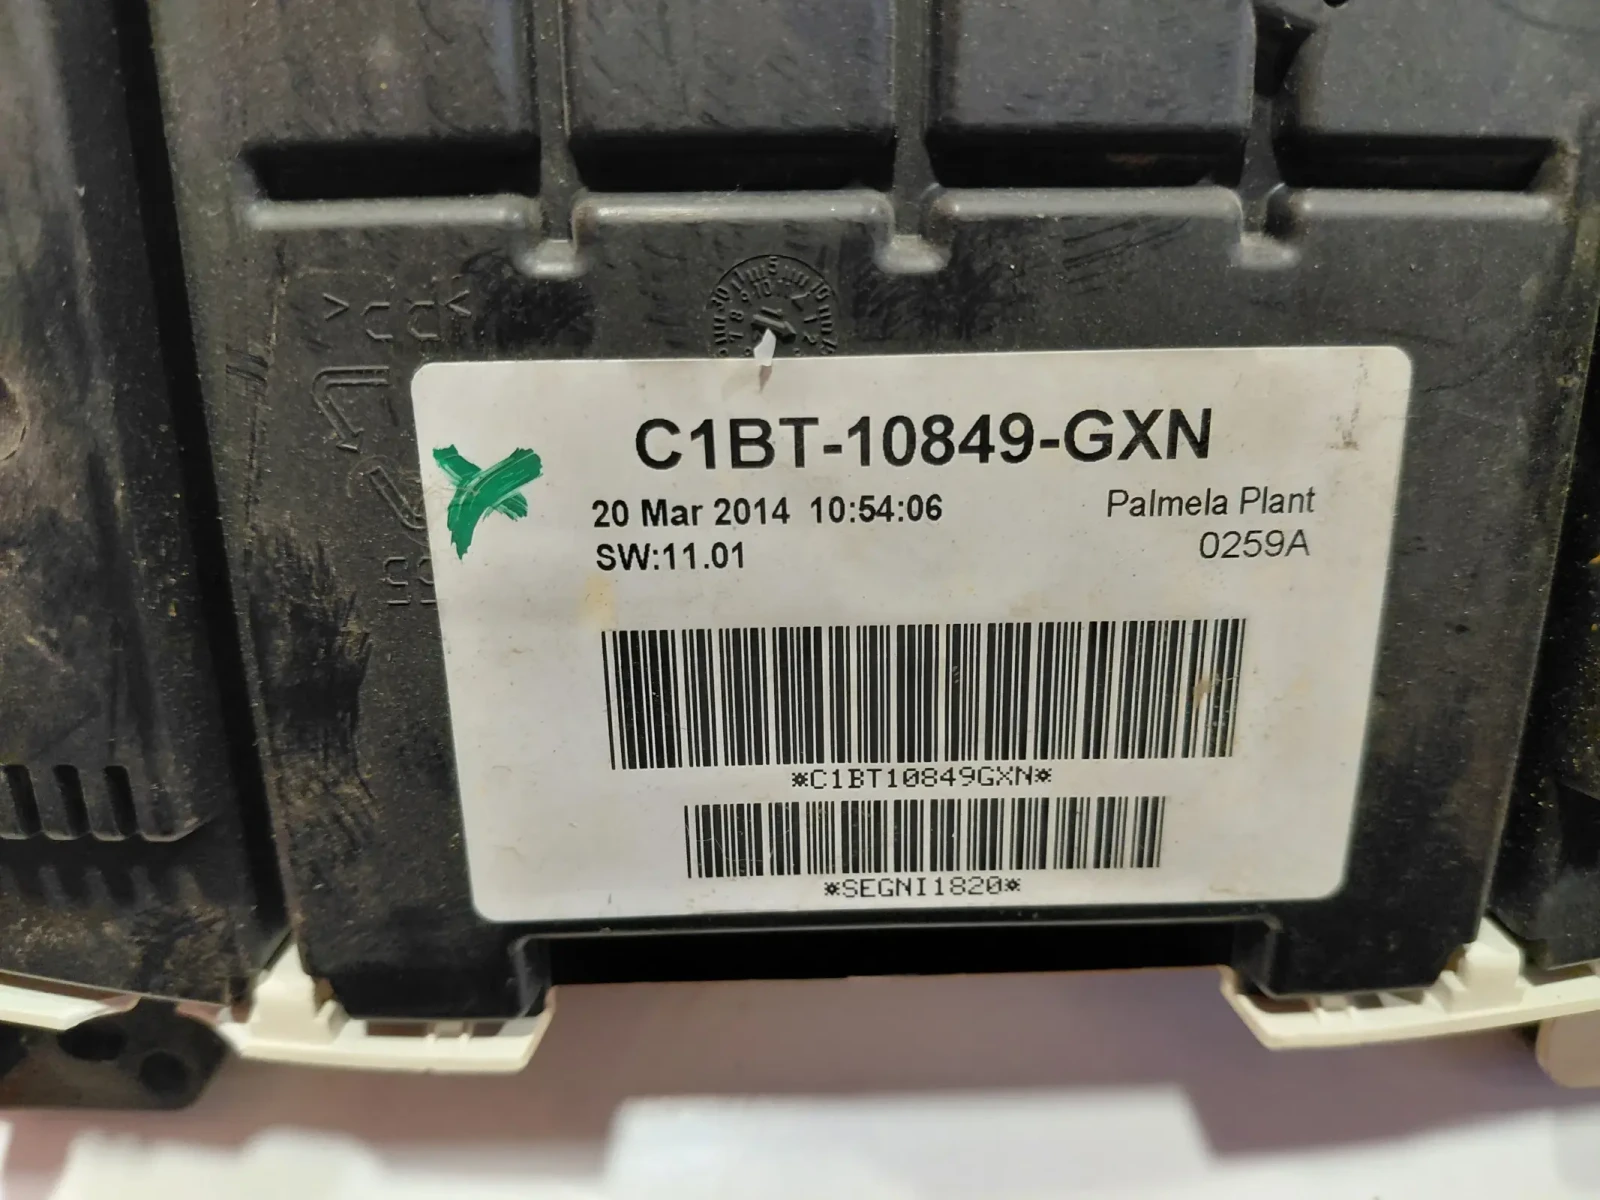 C1BT-10849-GXN
20 Mar 2014 10:54:06
Palmela Plant
SW:11.01
0259A
*C1BT10849GXN*
*SEGNI1820*